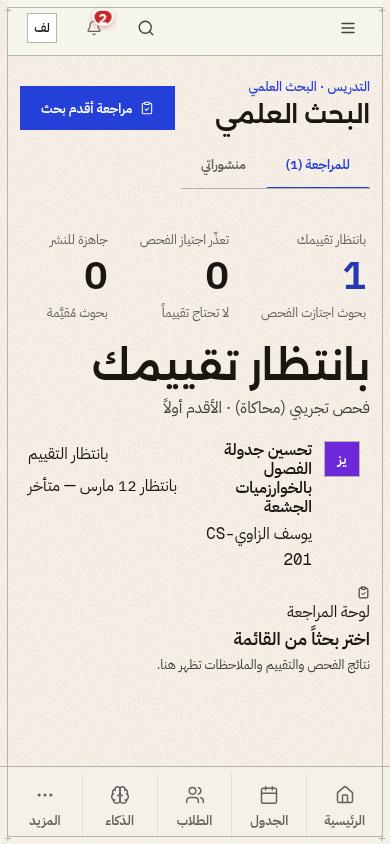 2
لف
التدريس · البحث العلمي
البحث العلمي
مراجعة أقدم بحث
للمراجعة (1)
منشوراتي
بانتظار تقييمك
تعذّر اجتياز الفحص
جاهزة للنشر
1
0
0
بحوث اجتازت الفحص
لا تحتاج تقييماً
بحوث مُقيَّمة
بانتظار تقييمك
فحص تجريبي (محاكاة) · الأقدم أولاً
يز
تحسين جدولة
الفصول
بالخوارزميات
الجشعة
يوسف الزاوي-CS
201
بانتظار التقييم
بانتظار 12 مارس — متأخر
لوحة المراجعة
اختر بحثاً من القائمة
نتائج الفحص والتقييم والملاحظات تظهر هنا.
الرئيسية
الجدول
الطلاب
الذكاء
المزيد